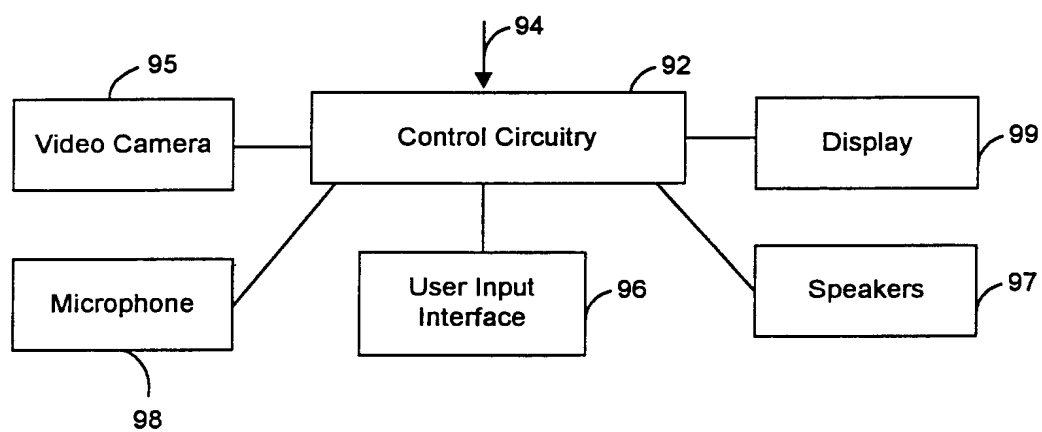 94
95
92
Video Camera
Control Circuitry
Display
99
Microphone
User Input
Interface
96
Speakers
97
98